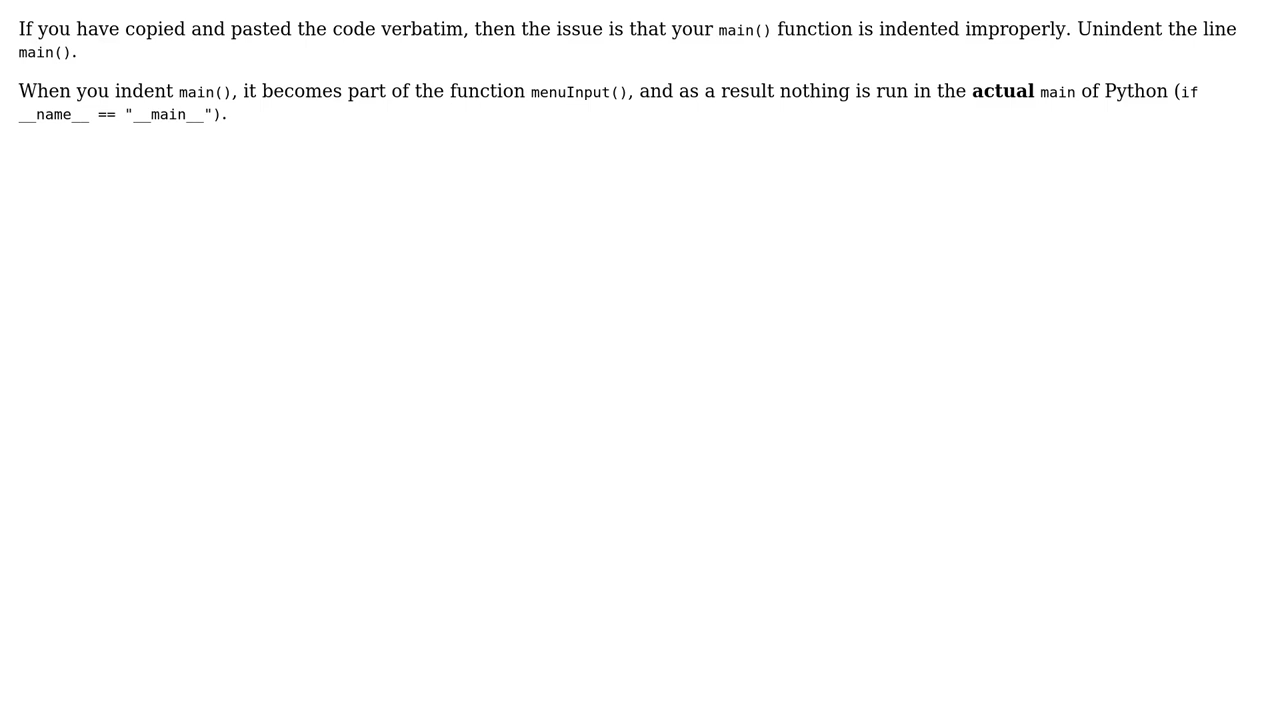 If you have copied and pasted the code verbatim, then the issue is that your main() function is indented improperly. Unindent the line
main().
When you indent main(), it becomes part of the function menuInput(), and as a result nothing is run in the actual main of Python (if
__name__ == "__main__").